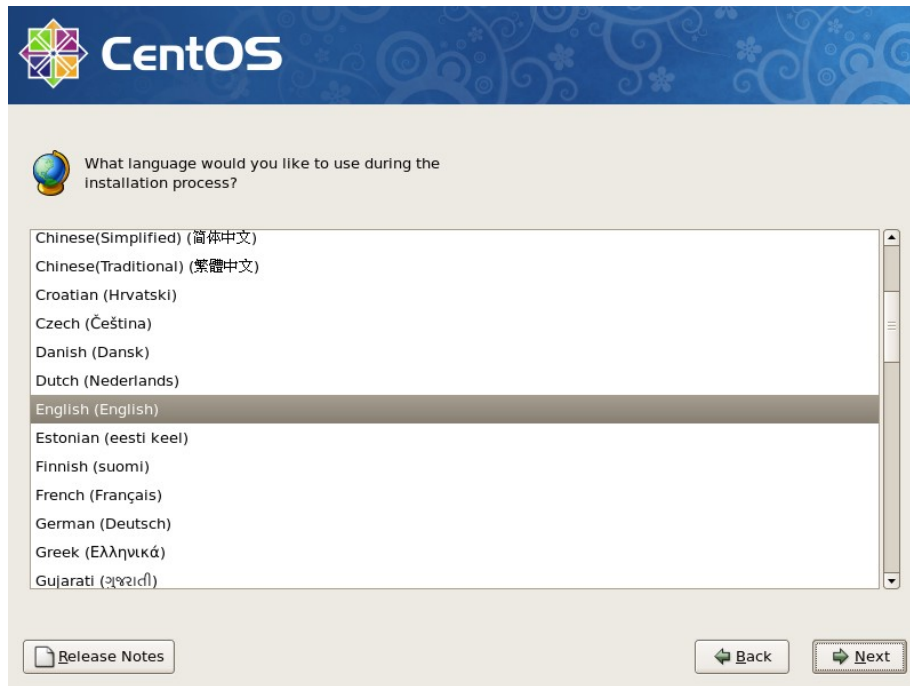 CentOS
What language would you like to use during the
installation process?
Chinese(Simplified) (简体中文)
Chinese(Traditional) (繁體中文)
Croatian (Hrvatski)
Czech (Čeština)
Danish (Dansk)
Dutch (Nederlands)
English (English)
Estonian (eesti keel)
Finnish (suomi)
French (Français)
German (Deutsch)
Greek (Ελληνικά)
Gujarati (ગુજરાતી)
Release Notes
Back
Next